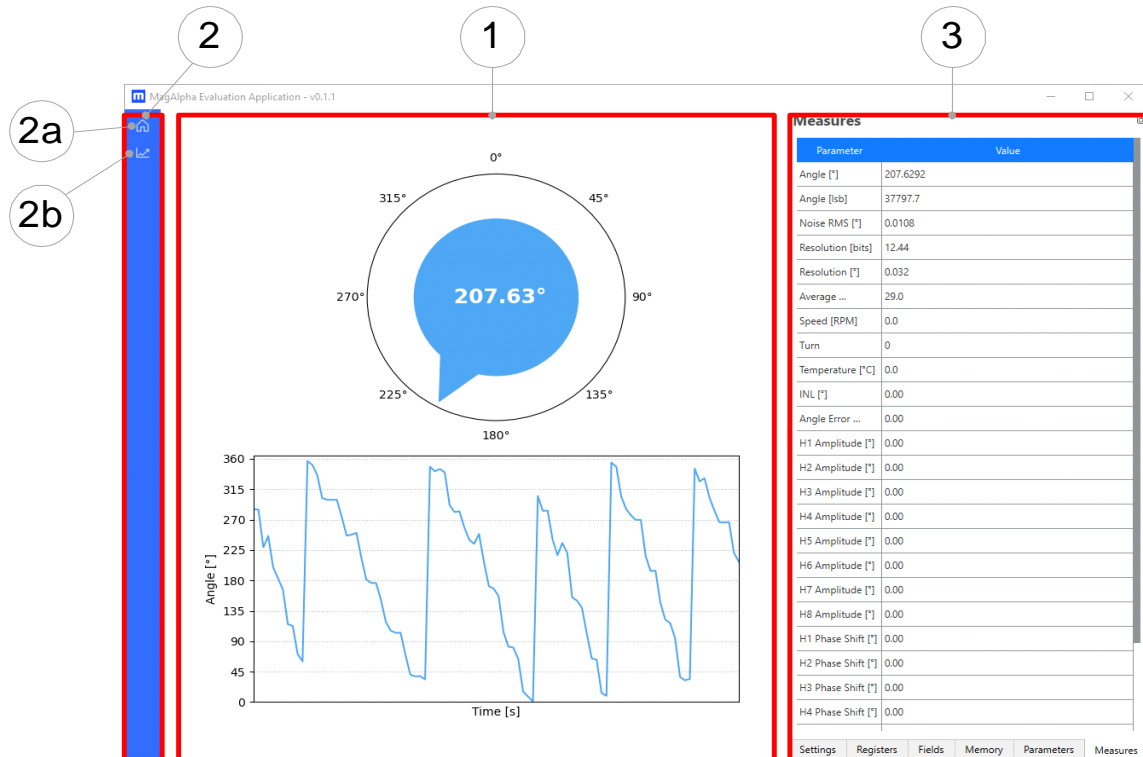 2
1
3
2a
2b
m MagAlpha Evaluation Application - v0.1.1
Measures
Parameter Value
Angle [°] 207.6292
Angle [lsb] 37797.7
Noise RMS [°] 0.0108
Resolution [bits] 12.44
Resolution [°] 0.032
Average ... 29.0
Speed [RPM] 0.0
Turn 0
Temperature [°C] 0.0
INL [°] 0.00
Angle Error ... 0.00
H1 Amplitude [°] 0.00
H2 Amplitude [°] 0.00
H3 Amplitude [°] 0.00
H4 Amplitude [°] 0.00
H5 Amplitude [°] 0.00
H6 Amplitude [°] 0.00
H7 Amplitude [°] 0.00
H8 Amplitude [°] 0.00
H1 Phase Shift [°] 0.00
H2 Phase Shift [°] 0.00
H3 Phase Shift [°] 0.00
H4 Phase Shift [°] 0.00
Settings Registers Fields Memory Parameters Measures
0°
315° 45°
270° 207.63° 90°
225° 135°
180°
360
315
270
225
180
135
90
45
0
Angle [°]
Time [s]